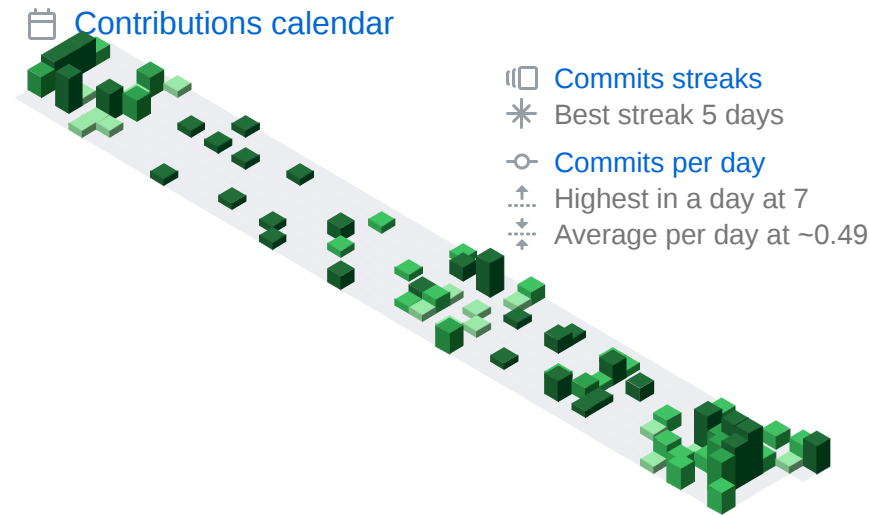 Contributions calendar
Commits streaks
Best streak 5 days
Commits per day
Highest in a day at 7
Average per day at ~0.49